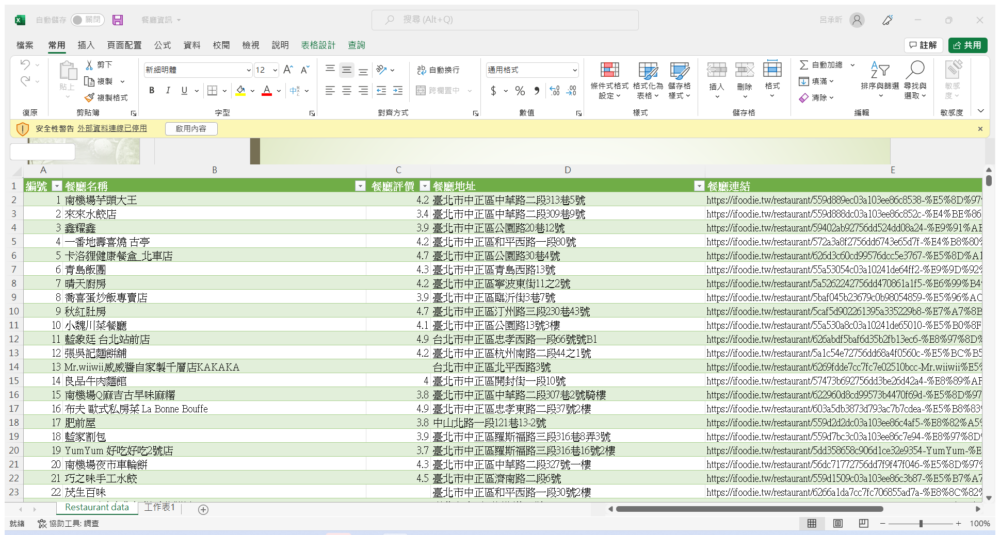 自動儲存 關閉 餐廳資訊 搜尋 (Alt+Q) 呂承昕
檔案 常用 插入 頁面配置 公式 資料 校閱 檢視 說明 表格設計 查詢 註解 共用
貼上 剪下 新細明體 12 自動換行 通用格式 自動加總
複製 條件式格式設定 格式化為表格 儲存格樣式 插入 刪除 格式 填滿 排序與篩選 尋找與選取 敏感度
複製格式 B I U A 跨欄置中 $ % 清除
復原 剪貼簿 字型 對齊方式 數值 樣式 儲存格 編輯 敏感度
安全性警告 外部資料連線已停用 啟用內容
A B C D E
1 編號 餐廳名稱 餐廳評價 餐廳地址 餐廳連結
2 1 南機場芋頭大王 4.2 臺北市中正區中華路二段313巷5號 https://ifoodie.tw/restaurant/559d889ec03a103ee86c8538-%E5%8D%97%
3 2 來來水餃店 3.4 臺北市中正區中華路二段309巷9號 https://ifoodie.tw/restaurant/559d888dc03a103ee86c852c-%E4%BE%86
4 3 鑫耀鑫 3.9 臺北市中正區公園路20巷12號 https://ifoodie.tw/restaurant/59402ab92756dd524dd08a24-%E9%91%AB
5 4 一番地壽喜燒 古亭 4.2 臺北市中正區和平西路一段80號 https://ifoodie.tw/restaurant/572a3a8f2756dd6743e65d7f-%E4%B8%80%
6 5 卡洛貍健康餐盒_北車店 4.7 臺北市中正區公園路30巷4號 https://ifoodie.tw/restaurant/626d3c60cd99576dcc5e3767-%E5%8D%A1
7 6 青島飯團 4.3 臺北市中正區青島西路13號 https://ifoodie.tw/restaurant/55a53054c03a10241de64ff2-%E9%9D%92%
8 7 晴天廚房 4.2 臺北市中正區寧波東街11之2號 https://ifoodie.tw/restaurant/5a5262242756dd470861a1f5-%E6%99%B4%
9 8 喬喜蛋炒飯專賣店 3.9 臺北市中正區臨沂街3巷7號 https://ifoodie.tw/restaurant/5baf045b23679c0b98054859-%E5%96%AC
10 9 秋紅肚房 4.7 臺北市中正區汀州路三段230巷43號 https://ifoodie.tw/restaurant/5caf5d902261395a335229b8-%E7%A7%8B
11 10 小魏川菜餐廳 4.1 臺北市中正區公園路13號3樓 https://ifoodie.tw/restaurant/55a530a8c03a10241de65010-%E5%B0%8F
12 11 藍象廷 台北站前店 4.9 台北市中正區忠孝西路一段66號號B1 https://ifoodie.tw/restaurant/626abdf5baf6d35b2fb13ec6-%E8%97%8D%
13 12 張吳記麵餅舖 4.2 臺北市中正區杭州南路二段44之1號 https://ifoodie.tw/restaurant/5a1c54e72756dd68a4f0560c-%E5%BC%B5
14 13 Mr.wiiwii威威醬自家製千層店KAKAKA 台北市中正區北平西路3號 https://ifoodie.tw/restaurant/6269fdde7cc7fc7e02510bcc-Mr.wiiwii%E5%
15 14 良品牛肉麵館 4 臺北市中正區開封街一段10號 https://ifoodie.tw/restaurant/57473b692756dd3be26d42a4-%E8%89%AF
16 15 南機場Q麻吉古早味麻糬 3.8 臺北市中正區中華路二段307巷2號騎樓 https://ifoodie.tw/restaurant/622960d8cd99573b4470f69d-%E5%8D%97
17 16 布夫 歐式私房菜 La Bonne Bouffe 4.9 臺北市中正區忠孝東路二段37號2樓 https://ifoodie.tw/restaurant/603a5db3873d793ac7b7cdea-%E5%B8%83%
18 17 肥前屋 3.8 中山北路一段121巷13-2號 https://ifoodie.tw/restaurant/559d2d2dc03a103ee86c4af5-%E8%82%A5%
19 18 藍家割包 3.9 臺北市中正區羅斯福路三段316巷8弄3號 https://ifoodie.tw/restaurant/559d7bc3c03a103ee86c7e94-%E8%97%8D%
20 19 YumYum 好吃好吃2號店 3.7 臺北市中正區羅斯福路三段316巷16號2樓 https://ifoodie.tw/restaurant/5dd358658c906d1ce32e9354-YumYum-%E
21 20 南機場夜市車輪餅 4.3 臺北市中正區中華路二段327號一樓 https://ifoodie.tw/restaurant/56dc71772756dd7f9f47f046-%E5%8D%97%
22 21 巧之味手工水餃 4.5 臺北市中正區濟南路二段6號 https://ifoodie.tw/restaurant/559d1509c03a103ee86c3b87-%E5%B7%A7
23 22 茂生百味 臺北市中正區和平西路一段30號2樓 https://ifoodie.tw/restaurant/6266a1da7cc7fc706855ad7a-%E8%8C%82%
Restaurant data 工作表1
就緒 協助工具: 調查 100%